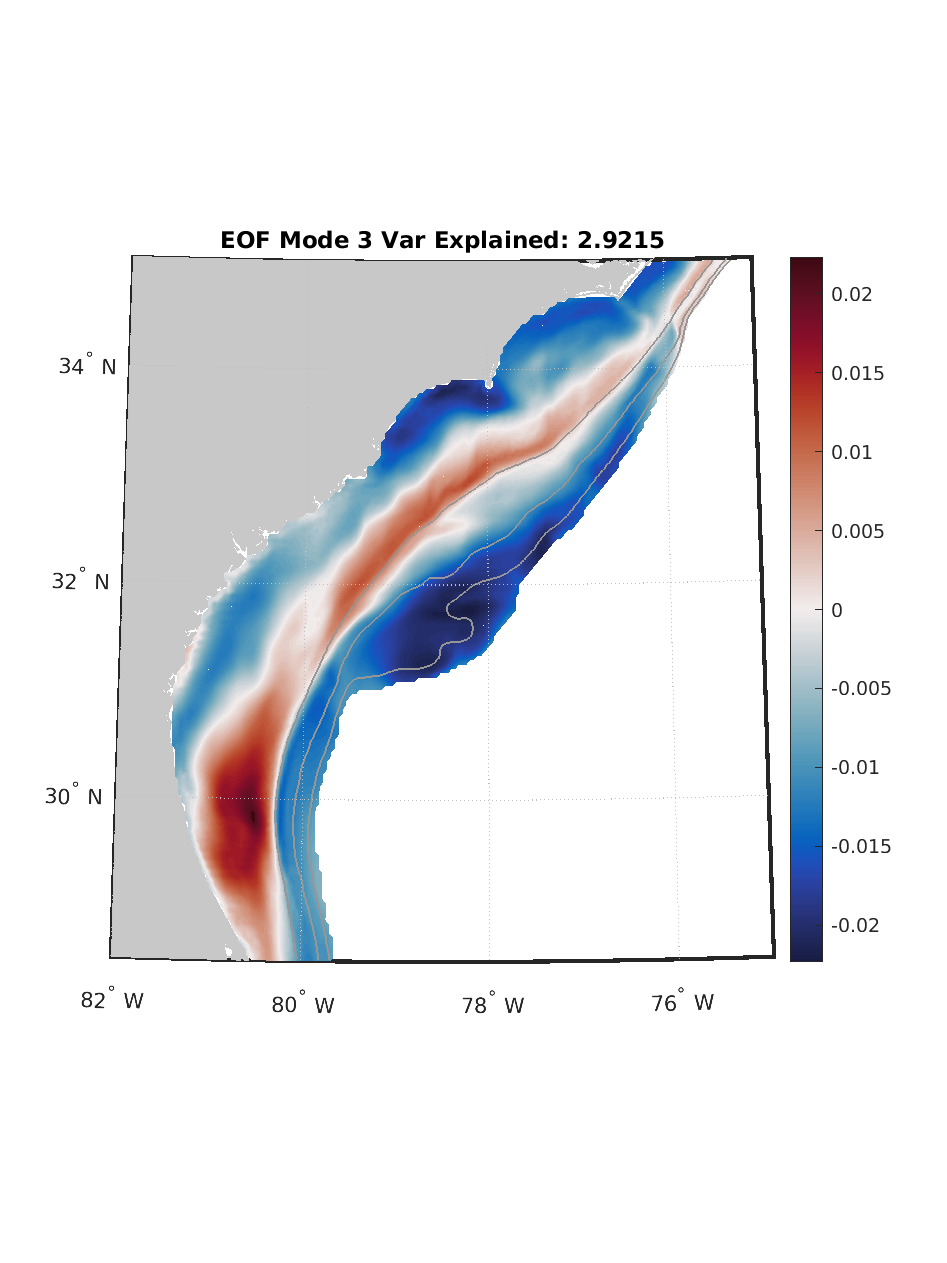 EOF Mode 3 Var Explained: 2.9215
34° N
32° N
30° N
82° W
80° W
78° W
76° W
0.02
0.015
0.01
0.005
0
-0.005
-0.01
-0.015
-0.02